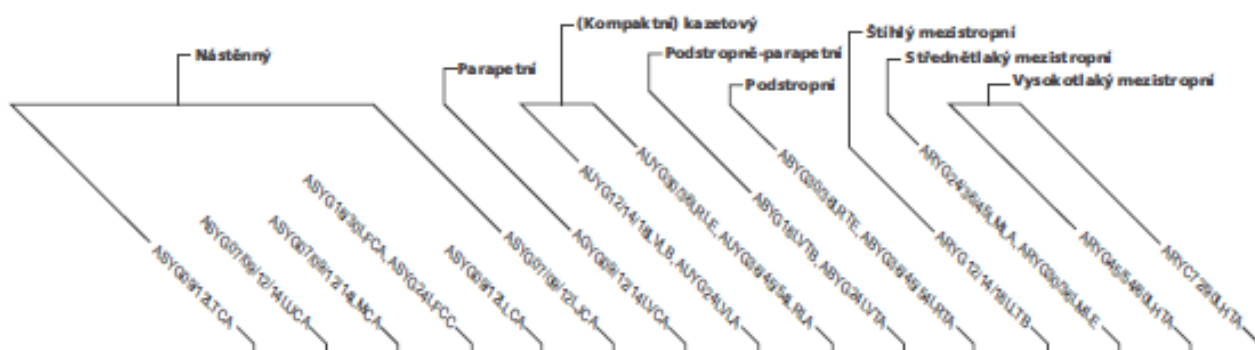 (Kompaktní) kazetový
Štíhlý mezistropní
Nástěnný
Podstropně-parapetní
Střednětlaký mezistropní
Parapetní
Podstropní
Vysokotlaký mezistropní
ASYG09/12LTCA
ASYG07/09/12/14LUCA
ASYG07/09/12/14LMCA
ASYG18/30LFCA, ASYG24LFCC
ASYG09/12LLCA
ASYG07/09/12LJCA
AGYG09/12/14LVCA
AUYG12/14/18LVLB, AUYG24LVLA
AUYG30/36LRLE, AUYG36/45/54LRLA
ABYG18LVTB, ABYG24LVTA
ABYG30/36LRTE, ABYG36/45/54LRTA
ARYG12/14/18LLTB
ARYG24/36/45LMLA, ARYG30/36LMLE
ARYG45/54/60LHTA
ARYC72/90LHTA